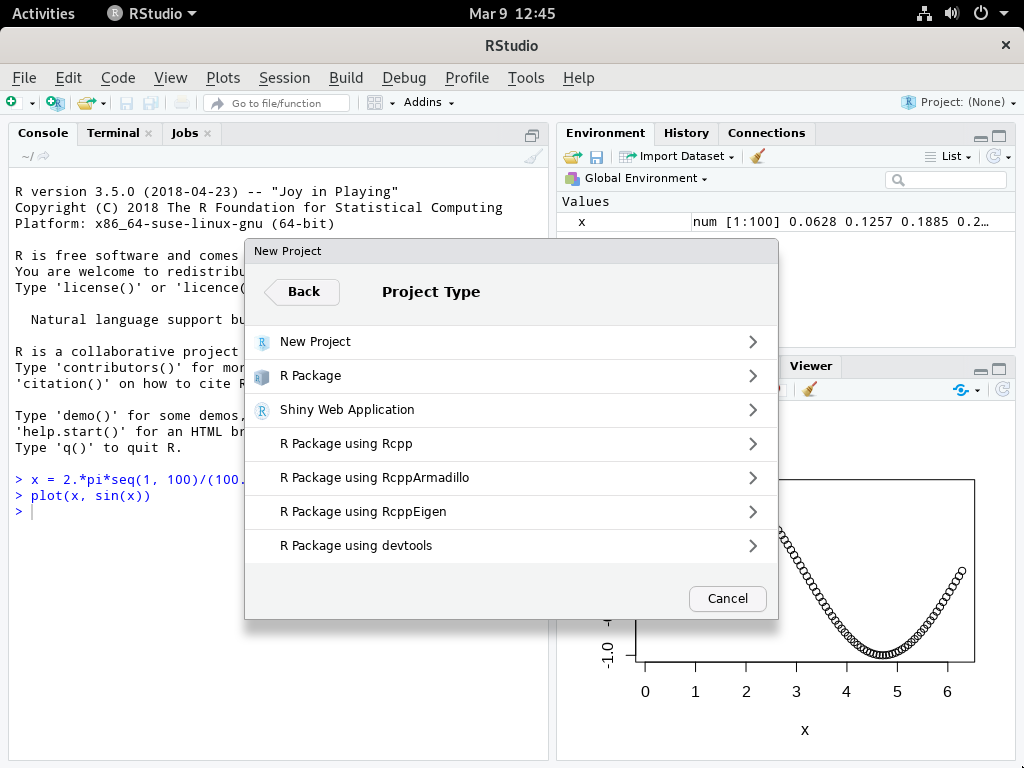 Activities RStudio Mar 9 12:45
RStudio
File Edit Code View Plots Session Build Debug Profile Tools Help
Go to file/function Addins Project: (None)
Console Terminal Jobs
~/
R version 3.5.0 (2018-04-23) -- "Joy in Playing"
Copyright (C) 2018 The R Foundation for Statistical Computing
Platform: x86_64-suse-linux-gnu (64-bit)
R is free software and comes
You are welcome to redistribu
Type 'license()' or 'licence(
Natural language support bu
R is a collaborative project
Type 'contributors()' for mor
'citation()' on how to cite R
Type 'demo()' for some demos,
'help.start()' for an HTML br
Type 'q()' to quit R.
> x = 2.*pi*seq(1, 100)/(100.
> plot(x, sin(x))
>
Environment History Connections
Import Dataset List
Global Environment
Values
x num [1:100] 0.0628 0.1257 0.1885 0.2…
New Project
Back Project Type
New Project
R Package
Shiny Web Application
R Package using Rcpp
R Package using RcppArmadillo
R Package using RcppEigen
R Package using devtools
Cancel
Viewer
-1.0
0 1 2 3 4 5 6
x